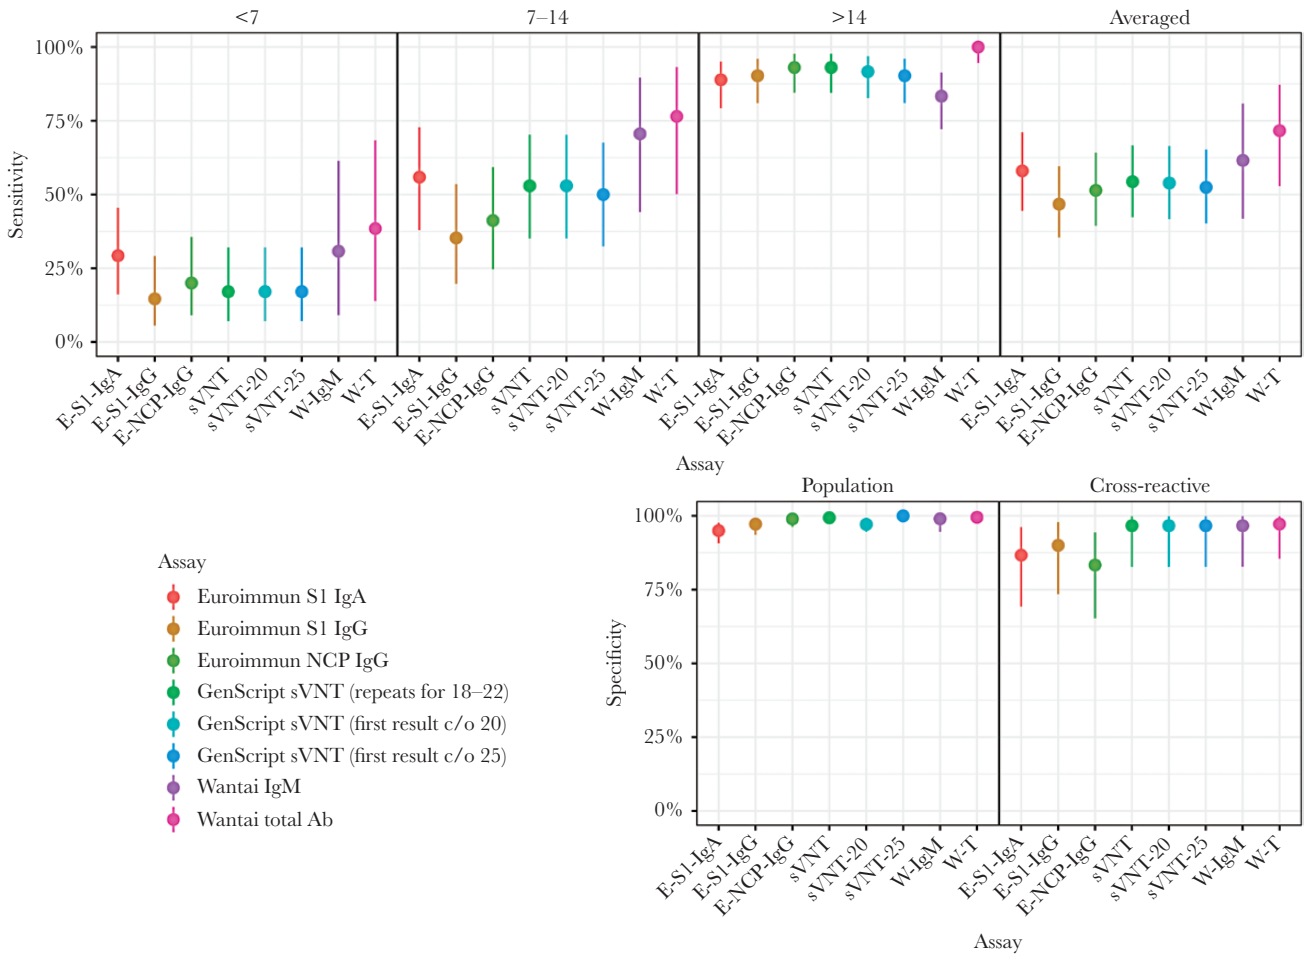 <7 7–14 >14 Averaged
Sensitivity
100%
75%
50%
25%
0%
E-S1-IgA E-S1-IgG E-NCP-IgG sVNT sVNT-20 sVNT-25 W-IgM W-T E-S1-IgA E-S1-IgG E-NCP-IgG sVNT sVNT-20 sVNT-25 W-IgM W-T E-S1-IgA E-S1-IgG E-NCP-IgG sVNT sVNT-20 sVNT-25 W-IgM W-T E-S1-IgA E-S1-IgG E-NCP-IgG sVNT sVNT-20 sVNT-25 W-IgM W-T
Assay
Population Cross-reactive
Specificity
100%
75%
50%
25%
0%
E-S1-IgA E-S1-IgG E-NCP-IgG sVNT sVNT-20 sVNT-25 W-IgM W-T E-S1-IgA E-S1-IgG E-NCP-IgG sVNT sVNT-20 sVNT-25 W-IgM W-T
Assay
Assay
Euroimmun S1 IgA
Euroimmun S1 IgG
Euroimmun NCP IgG
GenScript sVNT (repeats for 18–22)
GenScript sVNT (first result c/o 20)
GenScript sVNT (first result c/o 25)
Wantai IgM
Wantai total Ab